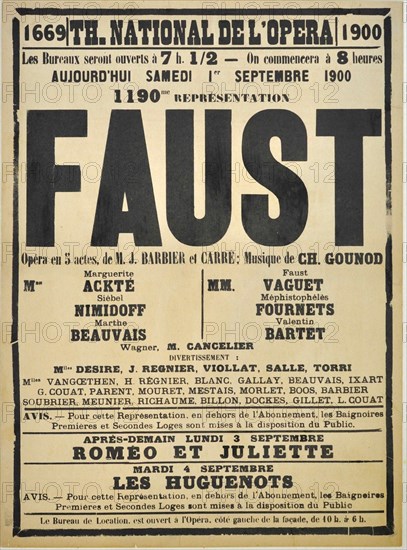 1669 TH. NATIONAL DE L'OPERA 1900
Les Bureaux seront ouverts à 7 h. 1/2 — On commencera à 8 heures
AUJOURD'HUI SAMEDI 1er SEPTEMBRE 1900
1190me REPRÉSENTATION
FAUST
Opéra en 5 actes, de M. J. BARBIER et CARRÉ; Musique de CH. GOUNOD
Marguerite Faust
Mme ACKTÉ MM. VAGUET
Siébel Méphistophélès
NIMIDOFF FOURNETS
Marthe Valentin
BEAUVAIS BARTET
Wagner, M. CANCELIER
DIVERTISSEMENT :
Mlles DESIRE, J. REGNIER, VIOLLAT, SALLE, TORRI
Mlles VANGŒTHEN, H. RÉGNIER, BLANC, GALLAY, BEAUVAIS, IXART
G. COUAT, PARENT, MOURET, MESTAIS, MORLET, BOOS, BARBIER
SOUBRIER, MEUNIER, RICHAUME, BILLON, DOCKES, GILLET, L. COUAT
AVIS. — Pour cette Représentation, en dehors de l'Abonnement, les Baignoires
Premieres et Secondes Loges sont mises à la disposition du Public.
APRÈS-DEMAIN LUNDI 3 SEPTEMBRE
ROMÉO ET JULIETTE
MARDI 4 SEPTEMBRE
LES HUGUENOTS
AVIS. — Pour cette Représentation, en dehors de l'Abonnement, les Baignoires
Premières et Secondes Loges sont mises à la disposition du Public
Le Bureau de Location, est ouvert à l'Opéra, côté gauche de la façade, de 10 h. à 6 h.
PHOTO 12